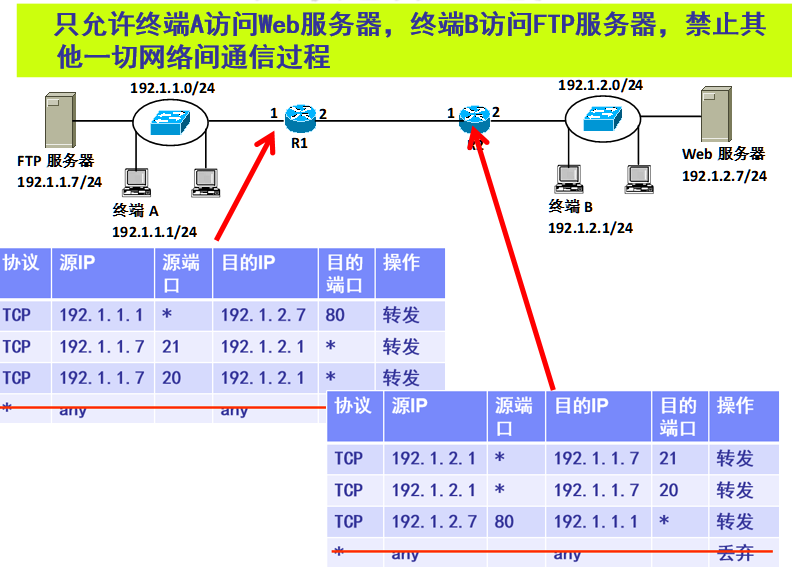 只允许终端A访问Web服务器，终端B访问FTP服务器，禁止其
他一切网络间通信过程
192.1.1.0/24
192.1.2.0/24
1
2
1
2
R1
R2
FTP 服务器
192.1.1.7/24
Web 服务器
192.1.2.7/24
终端 A
192.1.1.1/24
终端 B
192.1.2.1/24
协议 源IP 源端口 目的IP 目的端口 操作
TCP 192.1.1.1 * 192.1.2.7 80 转发
TCP 192.1.1.7 21 192.1.2.1 * 转发
TCP 192.1.1.7 20 192.1.2.1 * 转发
* any any
协议 源IP 源端口 目的IP 目的端口 操作
TCP 192.1.2.1 * 192.1.1.7 21 转发
TCP 192.1.2.1 * 192.1.1.7 20 转发
TCP 192.1.2.7 80 192.1.1.1 * 转发
* any any 丢弃